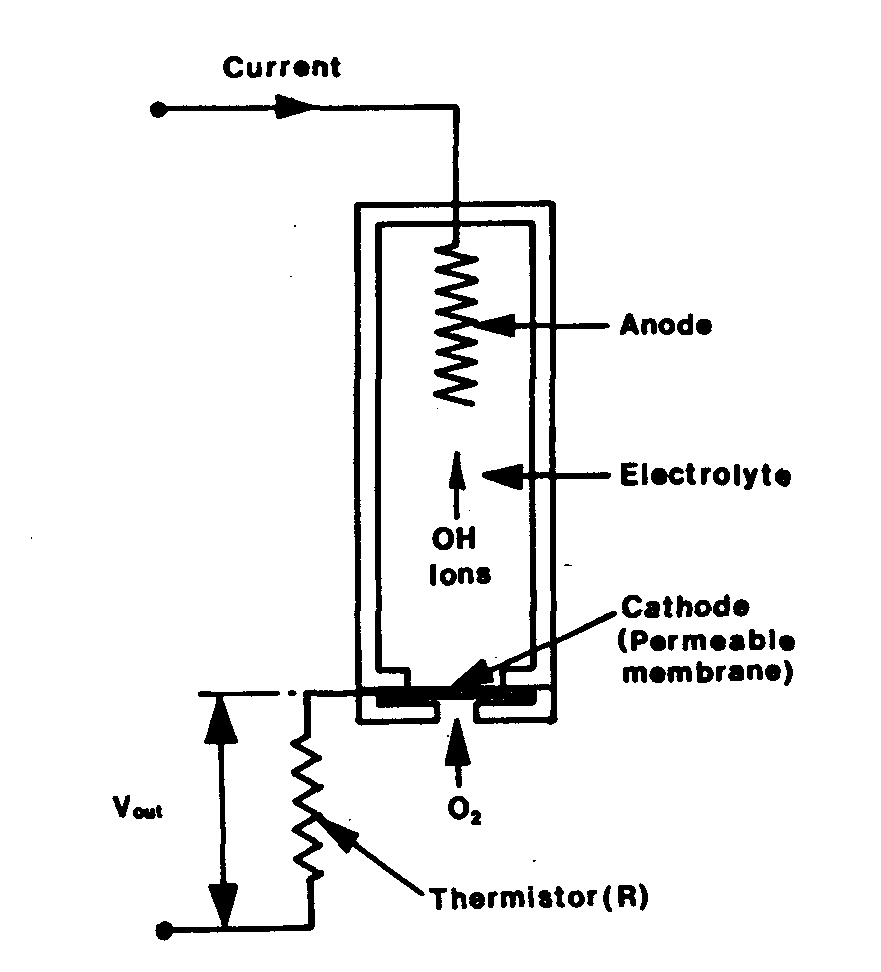 Current
Anode
Electrolyte
OH
Ions
Cathode
(Permeable
membrane)
Vout
O₂
Thermistor(R)